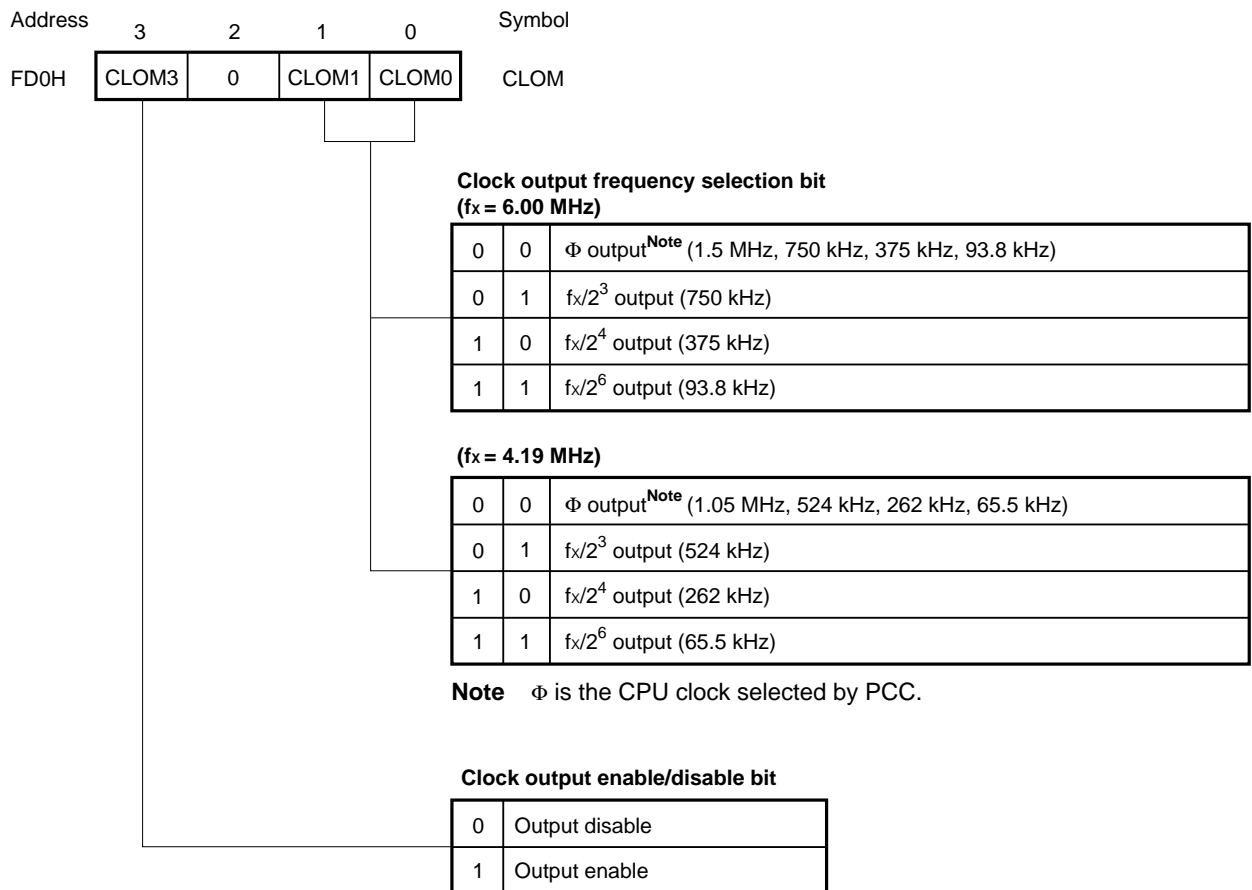 Address 3 2 1 0 Symbol
FD0H CLOM3 0 CLOM1 CLOM0 CLOM
Clock output frequency selection bit
(fx = 6.00 MHz)
0 0 Φ outputNote (1.5 MHz, 750 kHz, 375 kHz, 93.8 kHz)
0 1 fx/2³ output (750 kHz)
1 0 fx/2⁴ output (375 kHz)
1 1 fx/2⁶ output (93.8 kHz)
(fx = 4.19 MHz)
0 0 Φ outputNote (1.05 MHz, 524 kHz, 262 kHz, 65.5 kHz)
0 1 fx/2³ output (524 kHz)
1 0 fx/2⁴ output (262 kHz)
1 1 fx/2⁶ output (65.5 kHz)
Note Φ is the CPU clock selected by PCC.
Clock output enable/disable bit
0 Output disable
1 Output enable